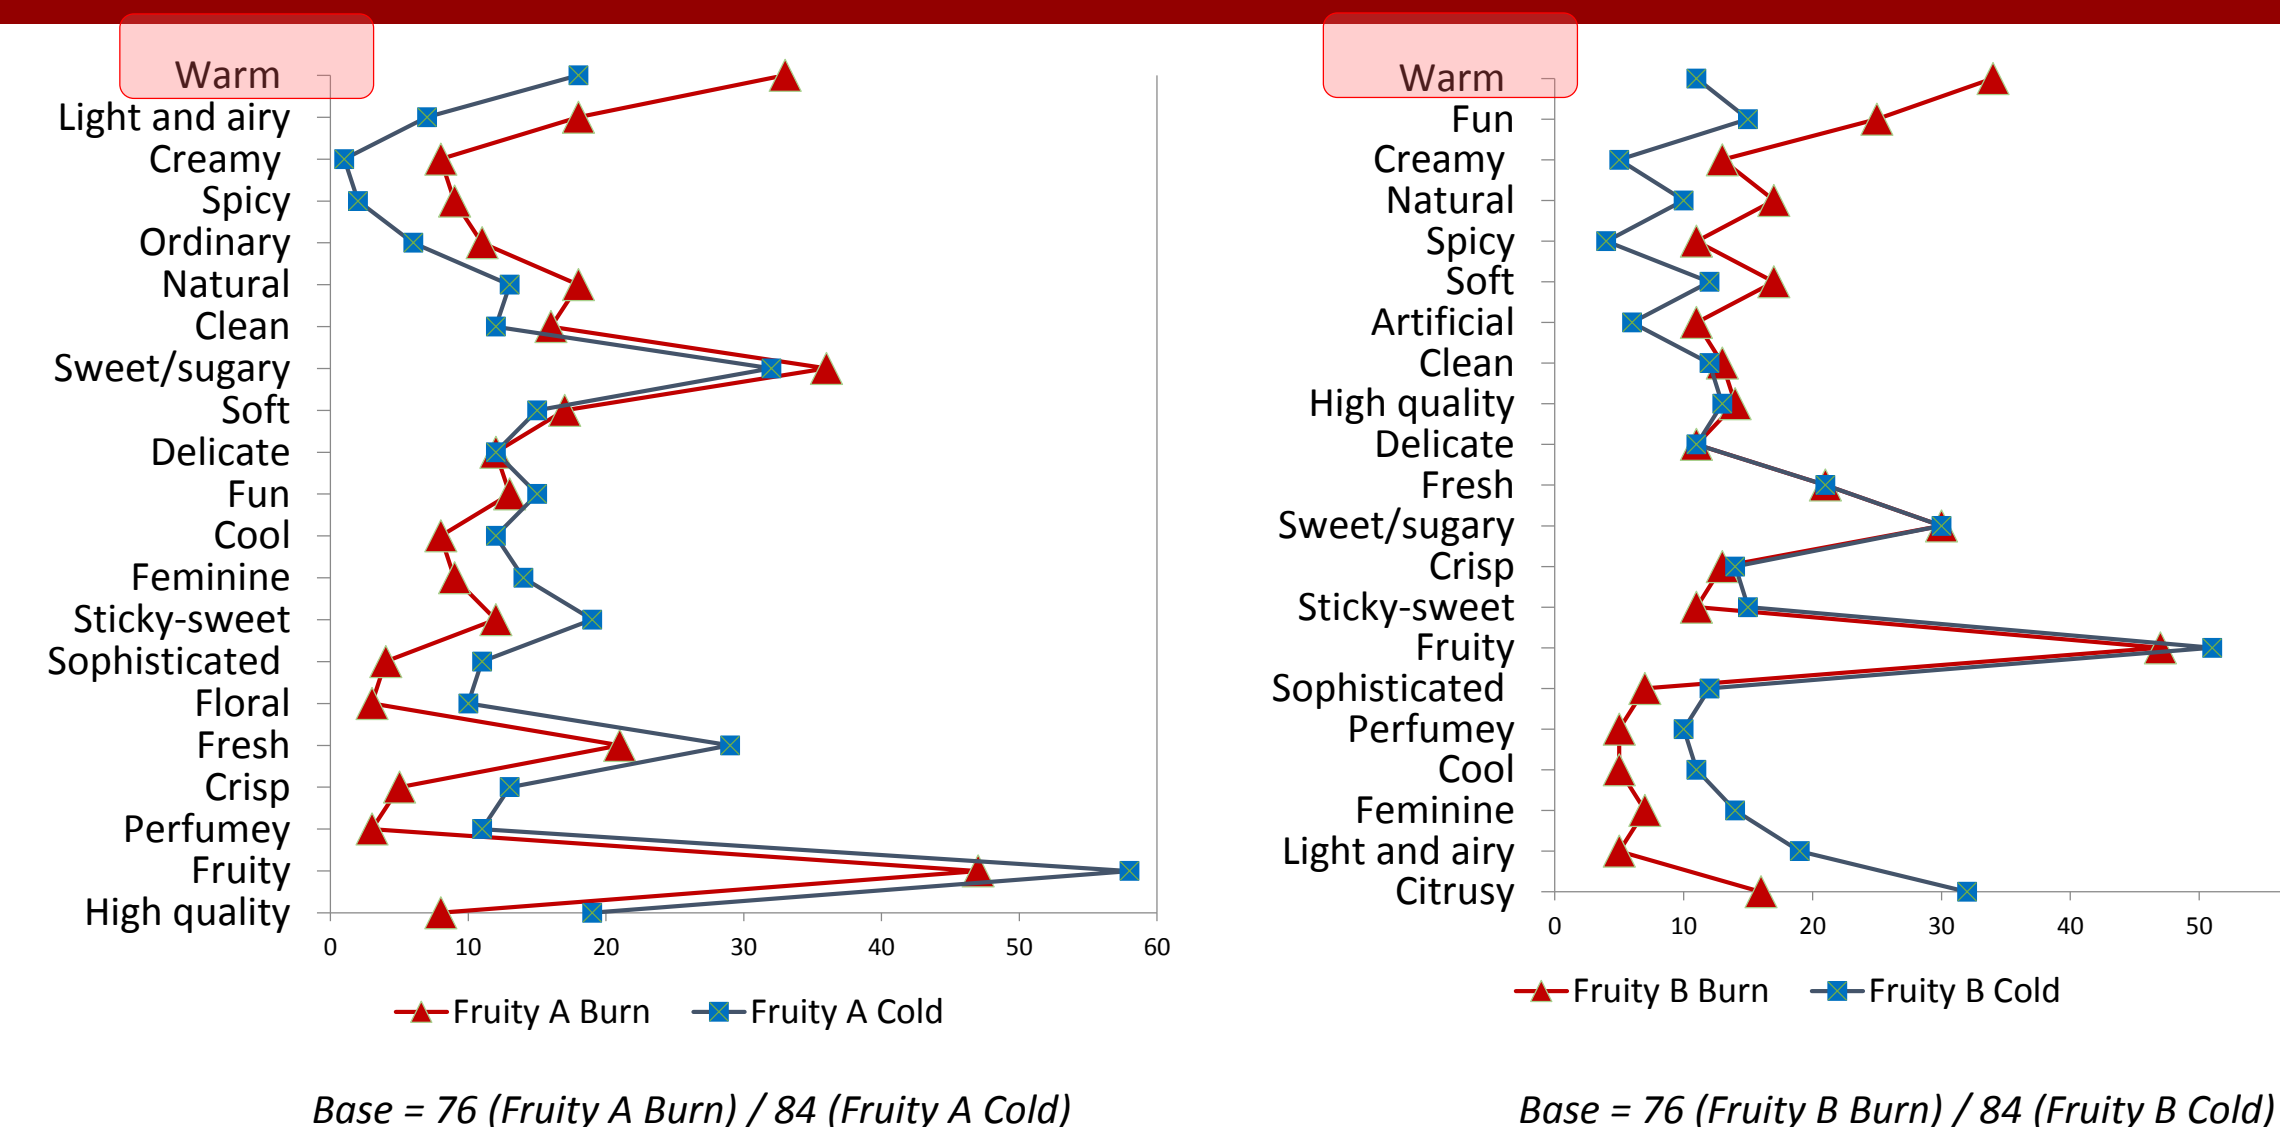 Warm
Light and airy
Creamy
Spicy
Ordinary
Natural
Clean
Sweet/sugary
Soft
Delicate
Fun
Cool
Feminine
Sticky-sweet
Sophisticated
Floral
Fresh
Crisp
Perfumey
Fruity
High quality
0 10 20 30 40 50 60
Fruity A Burn Fruity A Cold
Base = 76 (Fruity A Burn) / 84 (Fruity A Cold)
Warm
Fun
Creamy
Natural
Spicy
Soft
Artificial
Clean
High quality
Delicate
Fresh
Sweet/sugary
Crisp
Sticky-sweet
Fruity
Sophisticated
Perfumey
Cool
Feminine
Light and airy
Citrusy
0 10 20 30 40 50
Fruity B Burn Fruity B Cold
Base = 76 (Fruity B Burn) / 84 (Fruity B Cold)